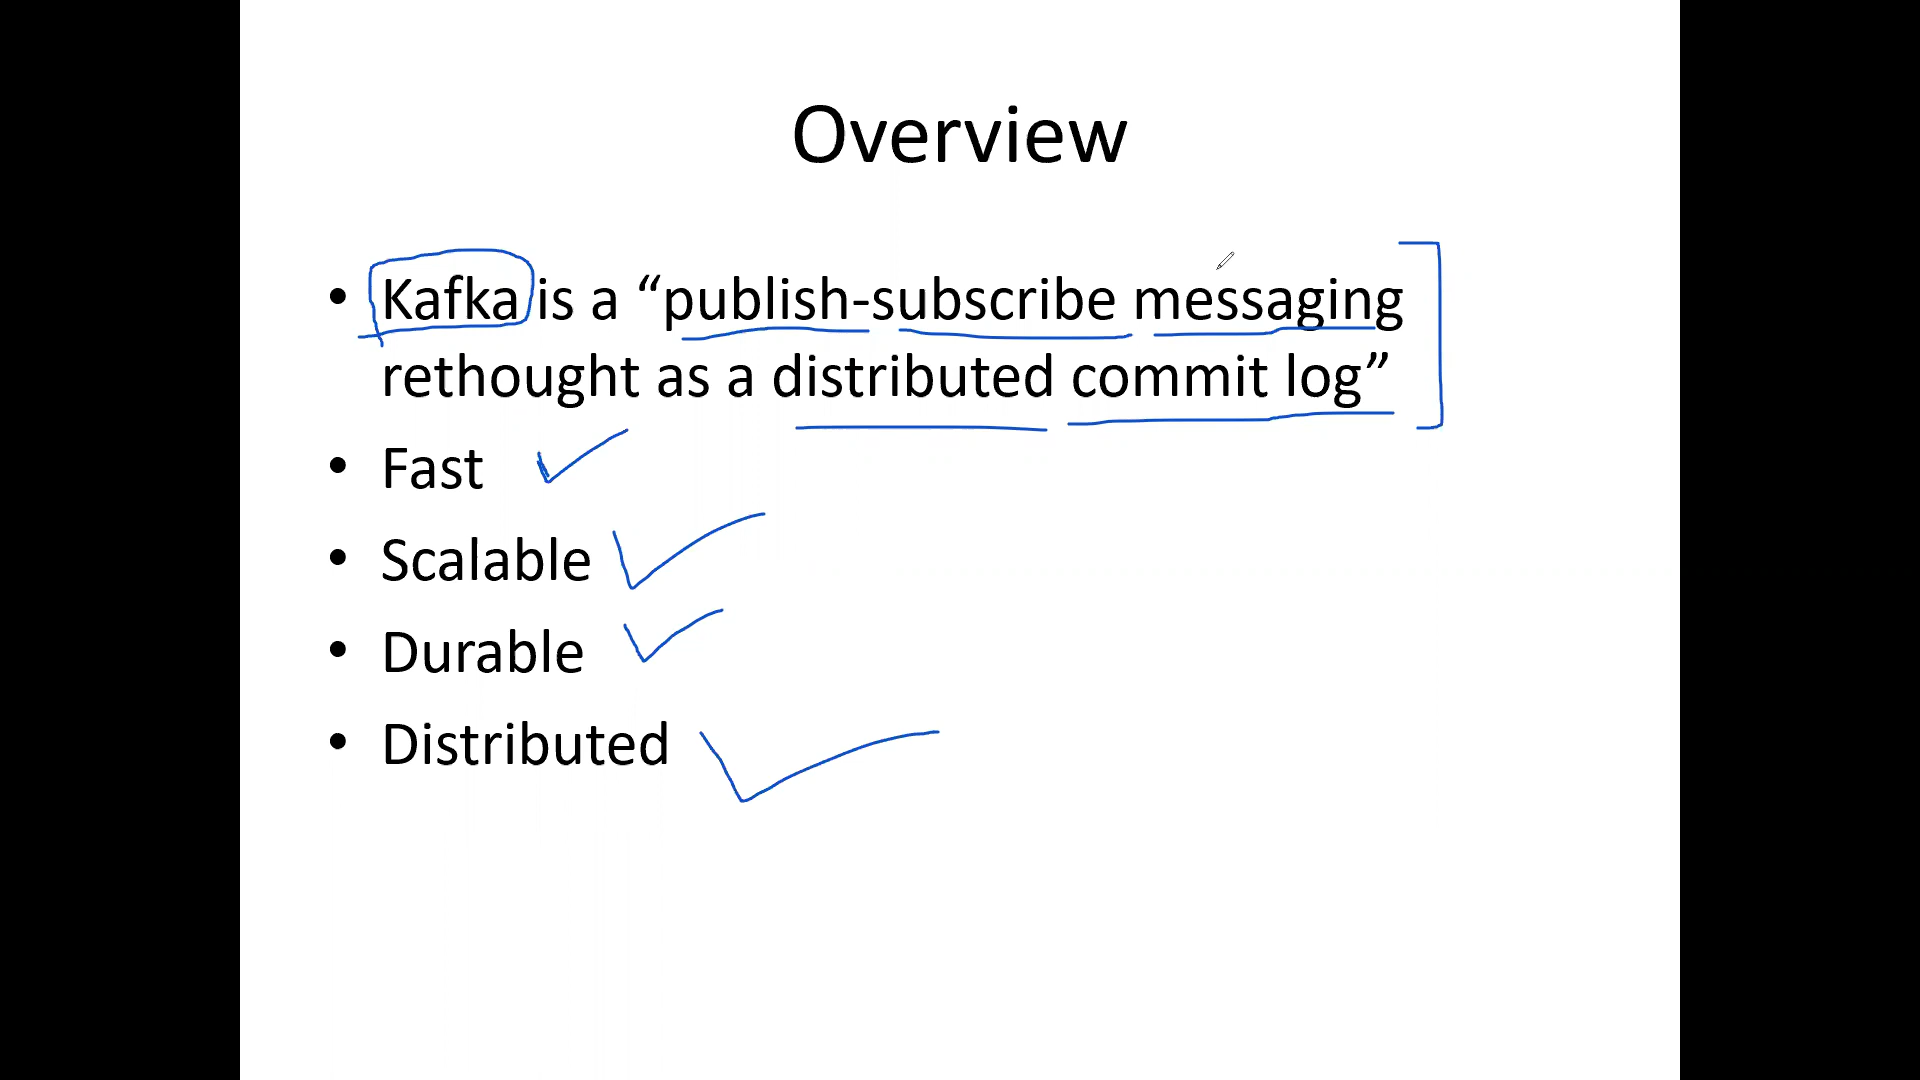 Overview
• Kafka is a “publish-subscribe messaging
rethought as a distributed commit log”
• Fast
• Scalable
• Durable
• Distributed